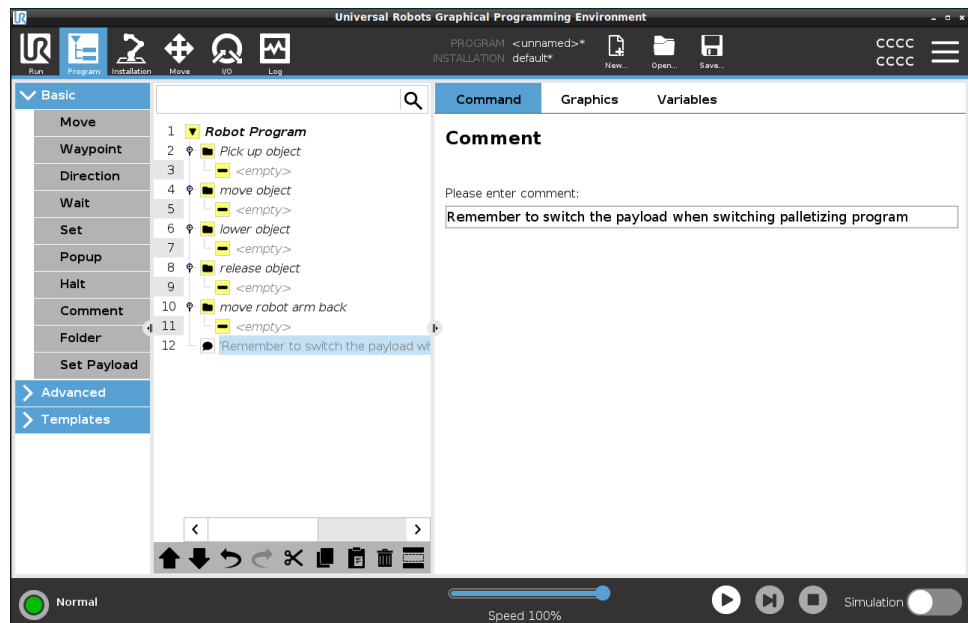 Universal Robots Graphical Programming Environment
UR
Run
Program
Installation
Move
I/O
Log
PROGRAM <unnamed>*
INSTALLATION default*
New...
Open...
Save...
CCCC
CCCC
Basic
Move
Waypoint
Direction
Wait
Set
Popup
Halt
Comment
Folder
Set Payload
Advanced
Templates
1 Robot Program
2 Pick up object
3 <empty>
4 move object
5 <empty>
6 lower object
7 <empty>
8 release object
9 <empty>
10 move robot arm back
11 <empty>
12 'Remember to switch the payload wh
Command Graphics Variables
Comment
Please enter comment:
Remember to switch the payload when switching palletizing program
Normal
Speed 100%
Simulation